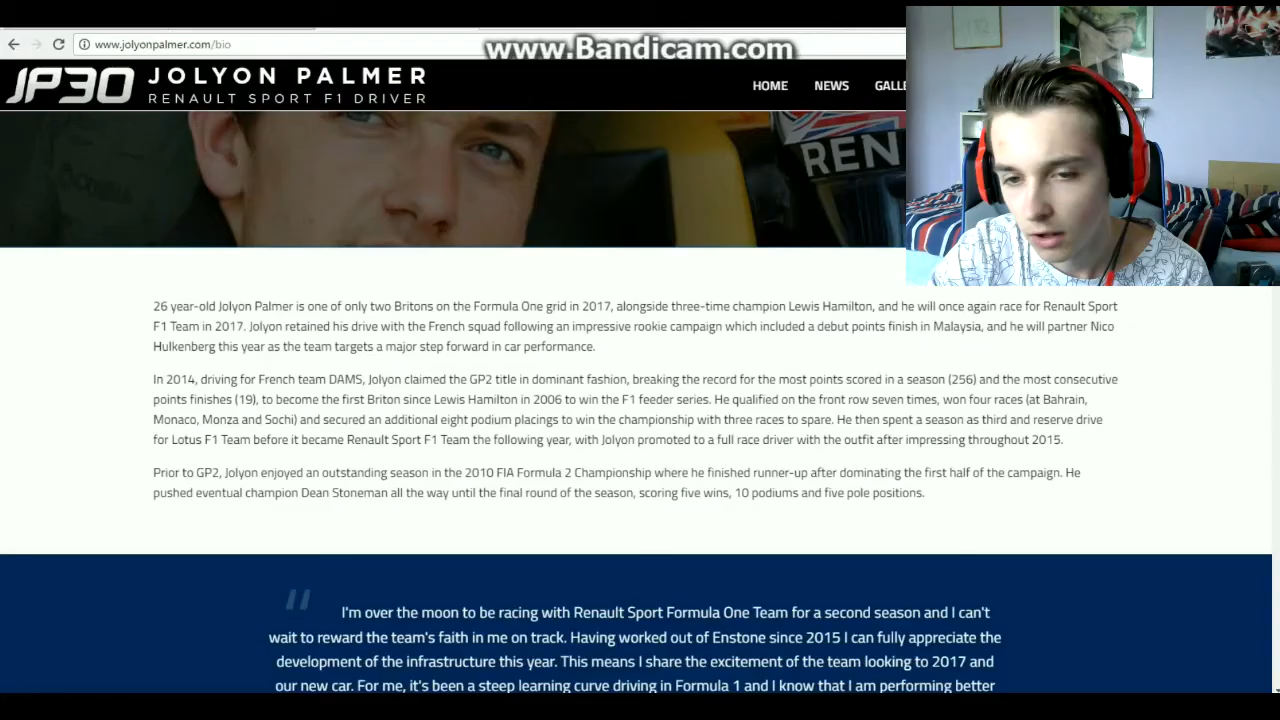 www.jolyonpalmer.com/bio
www.Bandicam.com
JP30 JOLYON PALMER
RENAULT SPORT F1 DRIVER
HOME NEWS GALLE
REN
26 year-old Jolyon Palmer is one of only two Britons on the Formula One grid in 2017, alongside three-time champion Lewis Hamilton, and he will once again race for Renault Sport
F1 Team in 2017. Jolyon retained his drive with the French squad following an impressive rookie campaign which included a debut points finish in Malaysia, and he will partner Nico
Hulkenberg this year as the team targets a major step forward in car performance.
In 2014, driving for French team DAMS, Jolyon claimed the GP2 title in dominant fashion, breaking the record for the most points scored in a season (256) and the most consecutive
points finishes (19), to become the first Briton since Lewis Hamilton in 2006 to win the F1 feeder series. He qualified on the front row seven times, won four races (at Bahrain,
Monaco, Monza and Sochi) and secured an additional eight podium placings to win the championship with three races to spare. He then spent a season as third and reserve drive
for Lotus F1 Team before it became Renault Sport F1 Team the following year, with Jolyon promoted to a full race driver with the outfit after impressing throughout 2015.
Prior to GP2, Jolyon enjoyed an outstanding season in the 2010 FIA Formula 2 Championship where he finished runner-up after dominating the first half of the campaign. He
pushed eventual champion Dean Stoneman all the way until the final round of the season, scoring five wins, 10 podiums and five pole positions.
" I'm over the moon to be racing with Renault Sport Formula One Team for a second season and I can't
wait to reward the team's faith in me on track. Having worked out of Enstone since 2015 I can fully appreciate the
development of the infrastructure this year. This means I share the excitement of the team looking to 2017 and
our new car. For me, it's been a steep learning curve driving in Formula 1 and I know that I am performing better